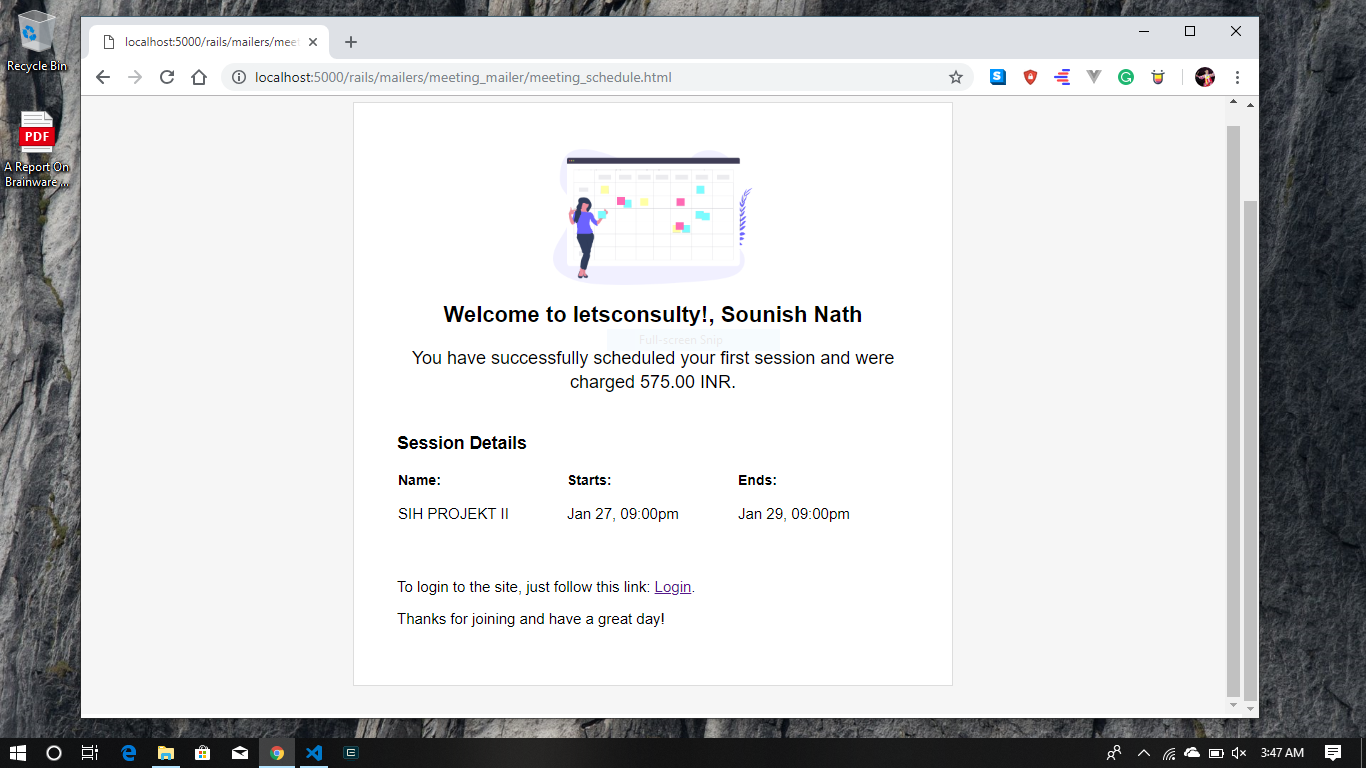 Recycle Bin
PDF
A Report On
Brainware ...
localhost:5000/rails/mailers/mee
localhost:5000/rails/mailers/meeting_mailer/meeting_schedule.html
Welcome to letsconsulty!, Sounish Nath
Full-screen Snip
You have successfully scheduled your first session and were
charged 575.00 INR.
Session Details
Name: Starts: Ends:
SIH PROJEKT II Jan 27, 09:00pm Jan 29, 09:00pm
To login to the site, just follow this link: Login.
Thanks for joining and have a great day!
3:47 AM